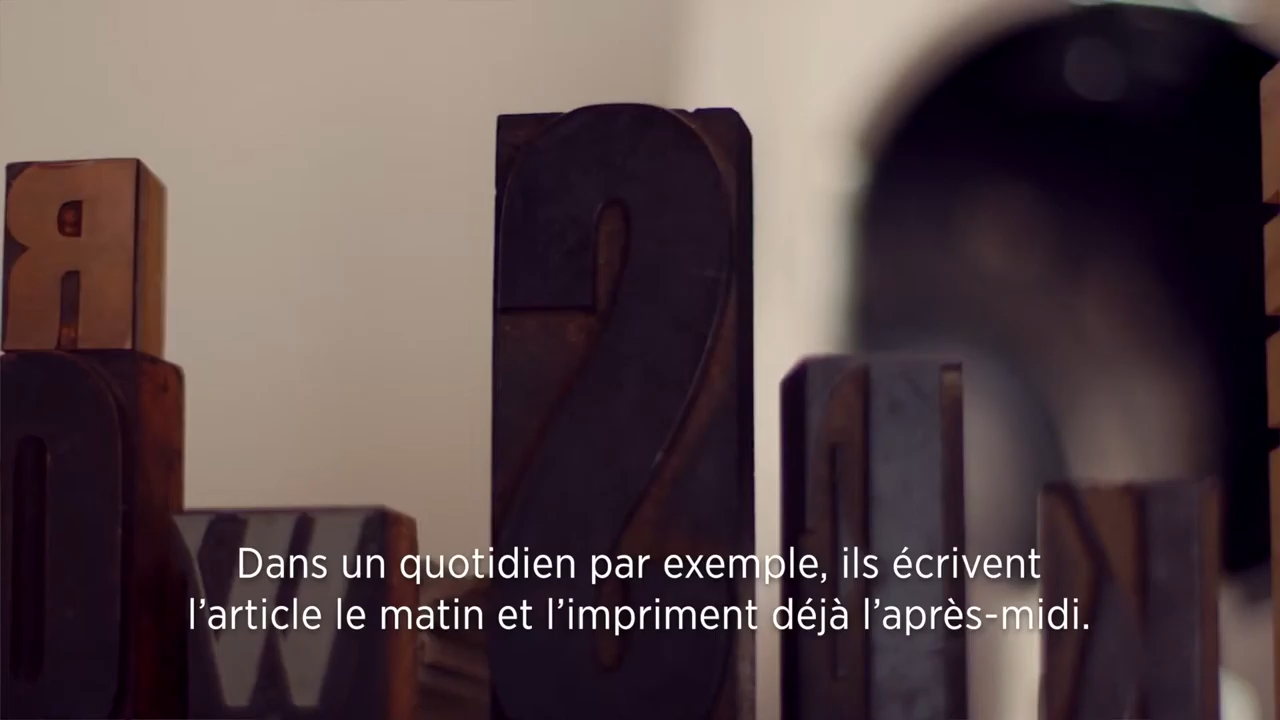 Dans un quotidien par exemple, ils écrivent
l’article le matin et l’impriment déjà l’après-midi.